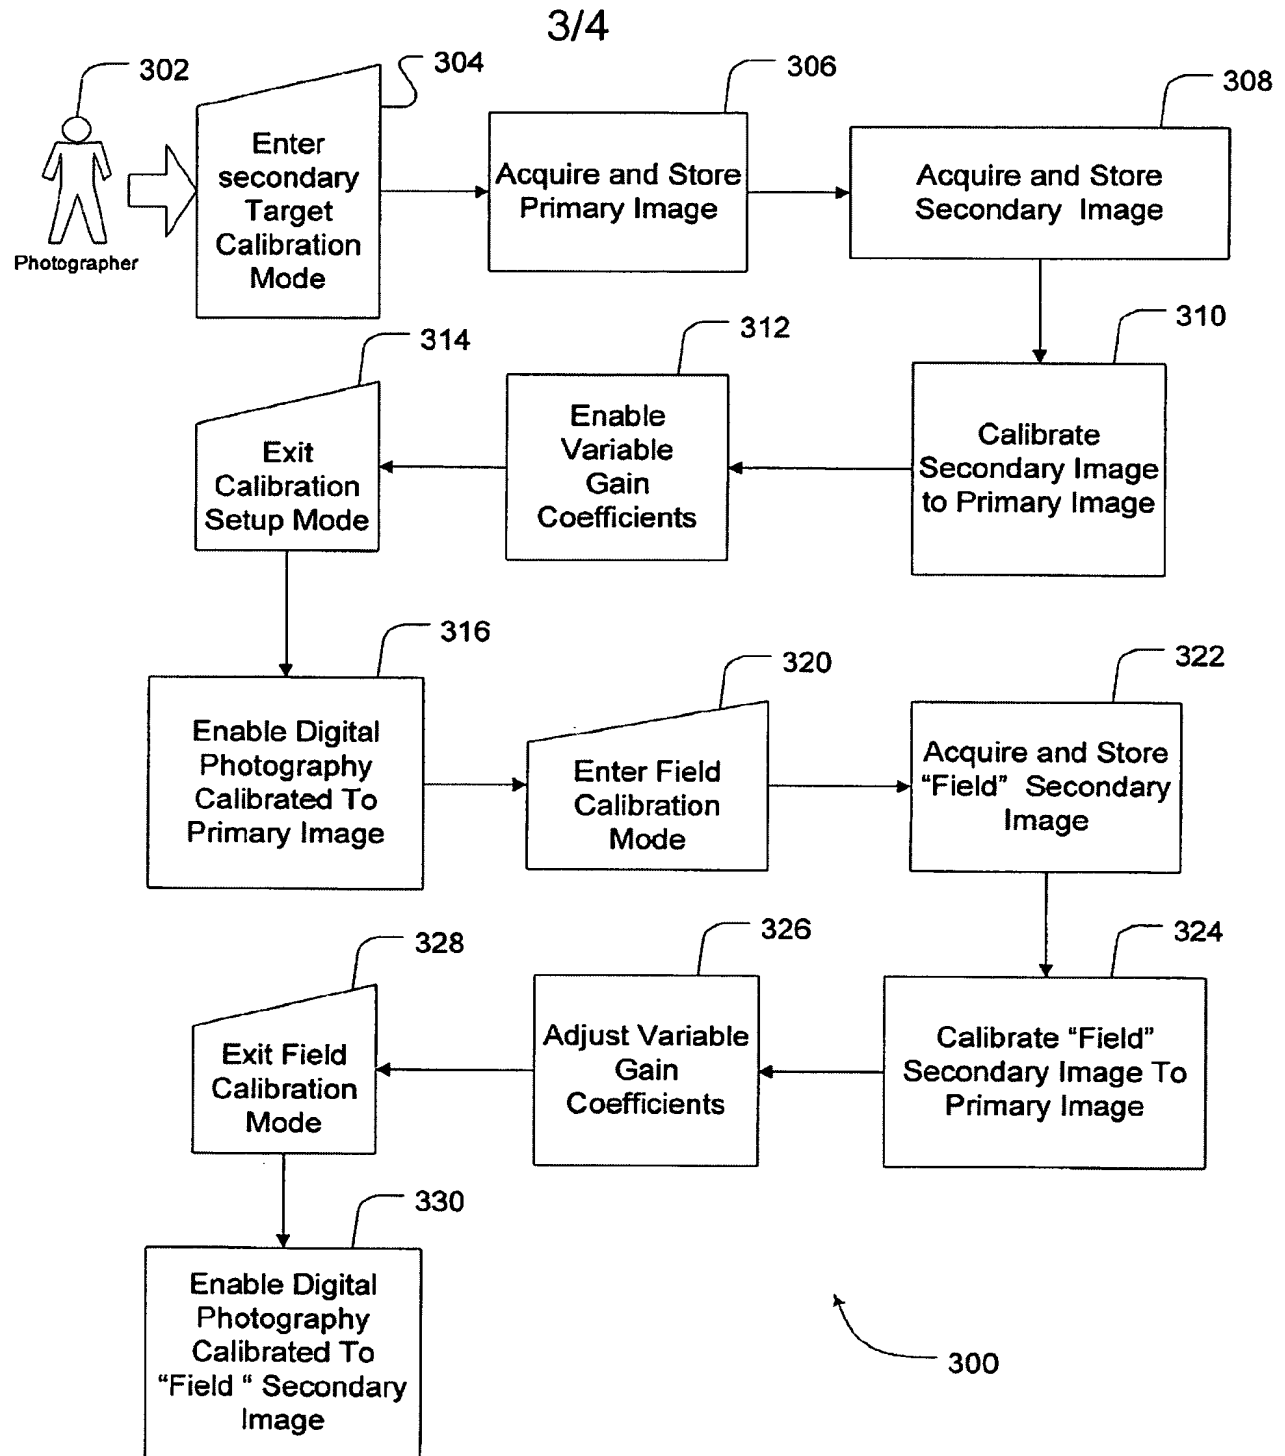 3/4
302
304
306
308
Photographer
Enter
secondary
Target
Calibration
Mode
Acquire and Store
Primary Image
Acquire and Store
Secondary Image
314
312
310
Exit
Calibration
Setup Mode
Enable
Variable
Gain
Coefficients
Calibrate
Secondary Image
to Primary Image
316
320
322
Enable Digital
Photography
Calibrated To
Primary Image
Enter Field
Calibration
Mode
Acquire and Store
“Field” Secondary
Image
328
326
324
Exit Field
Calibration
Mode
Adjust Variable
Gain
Coefficients
Calibrate “Field”
Secondary Image To
Primary Image
330
Enable Digital
Photography
Calibrated To
“Field “ Secondary
Image
300